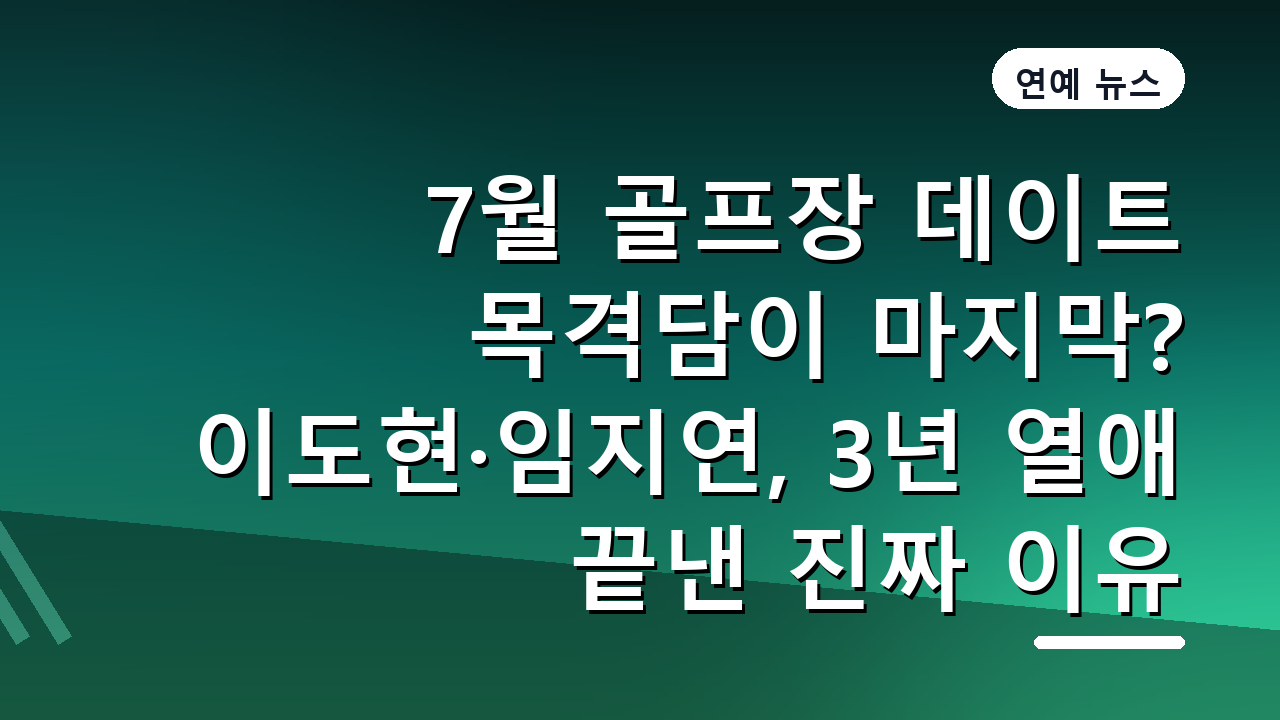 연예 뉴스
7월 골프장 데이트
목격담이 마지막?
이도현·임지연, 3년 열애
끝낸 진짜 이유